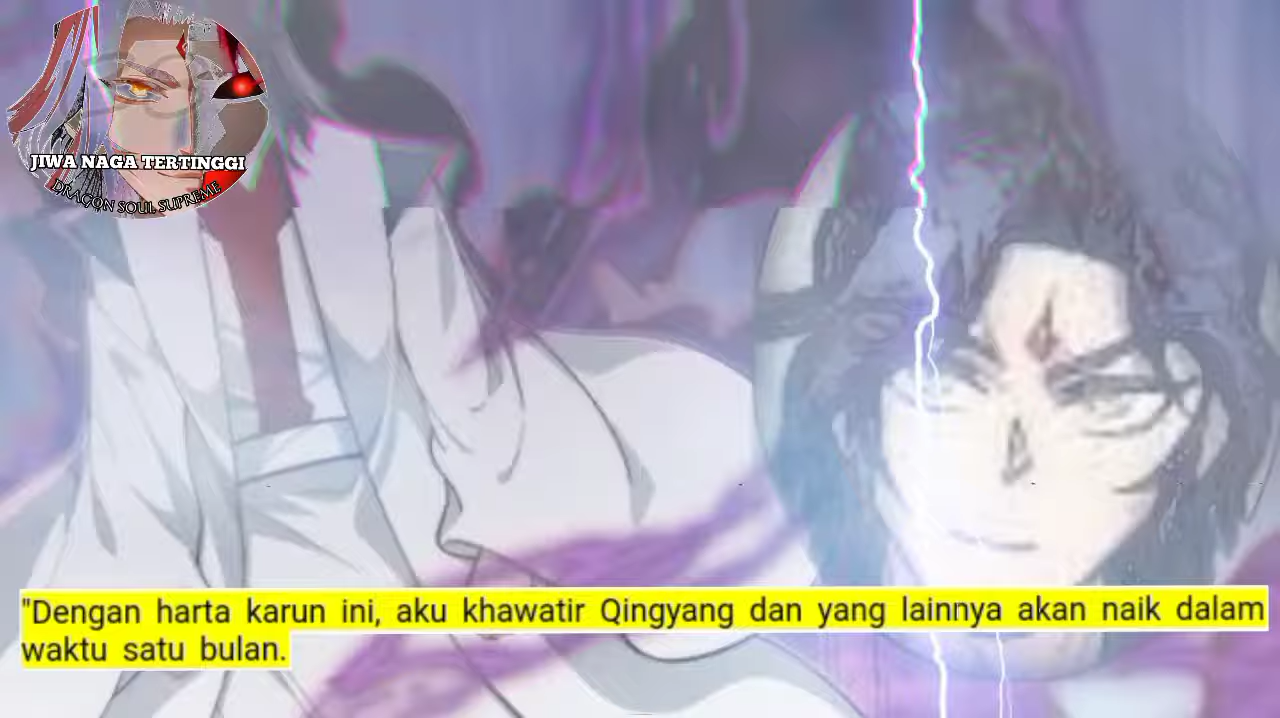 JIWA NAGA TERTINGGI
DRAGON SOUL SUPREME
"Dengan harta karun ini, aku khawatir Qingyang dan yang lainnya akan naik dalam
waktu satu bulan.